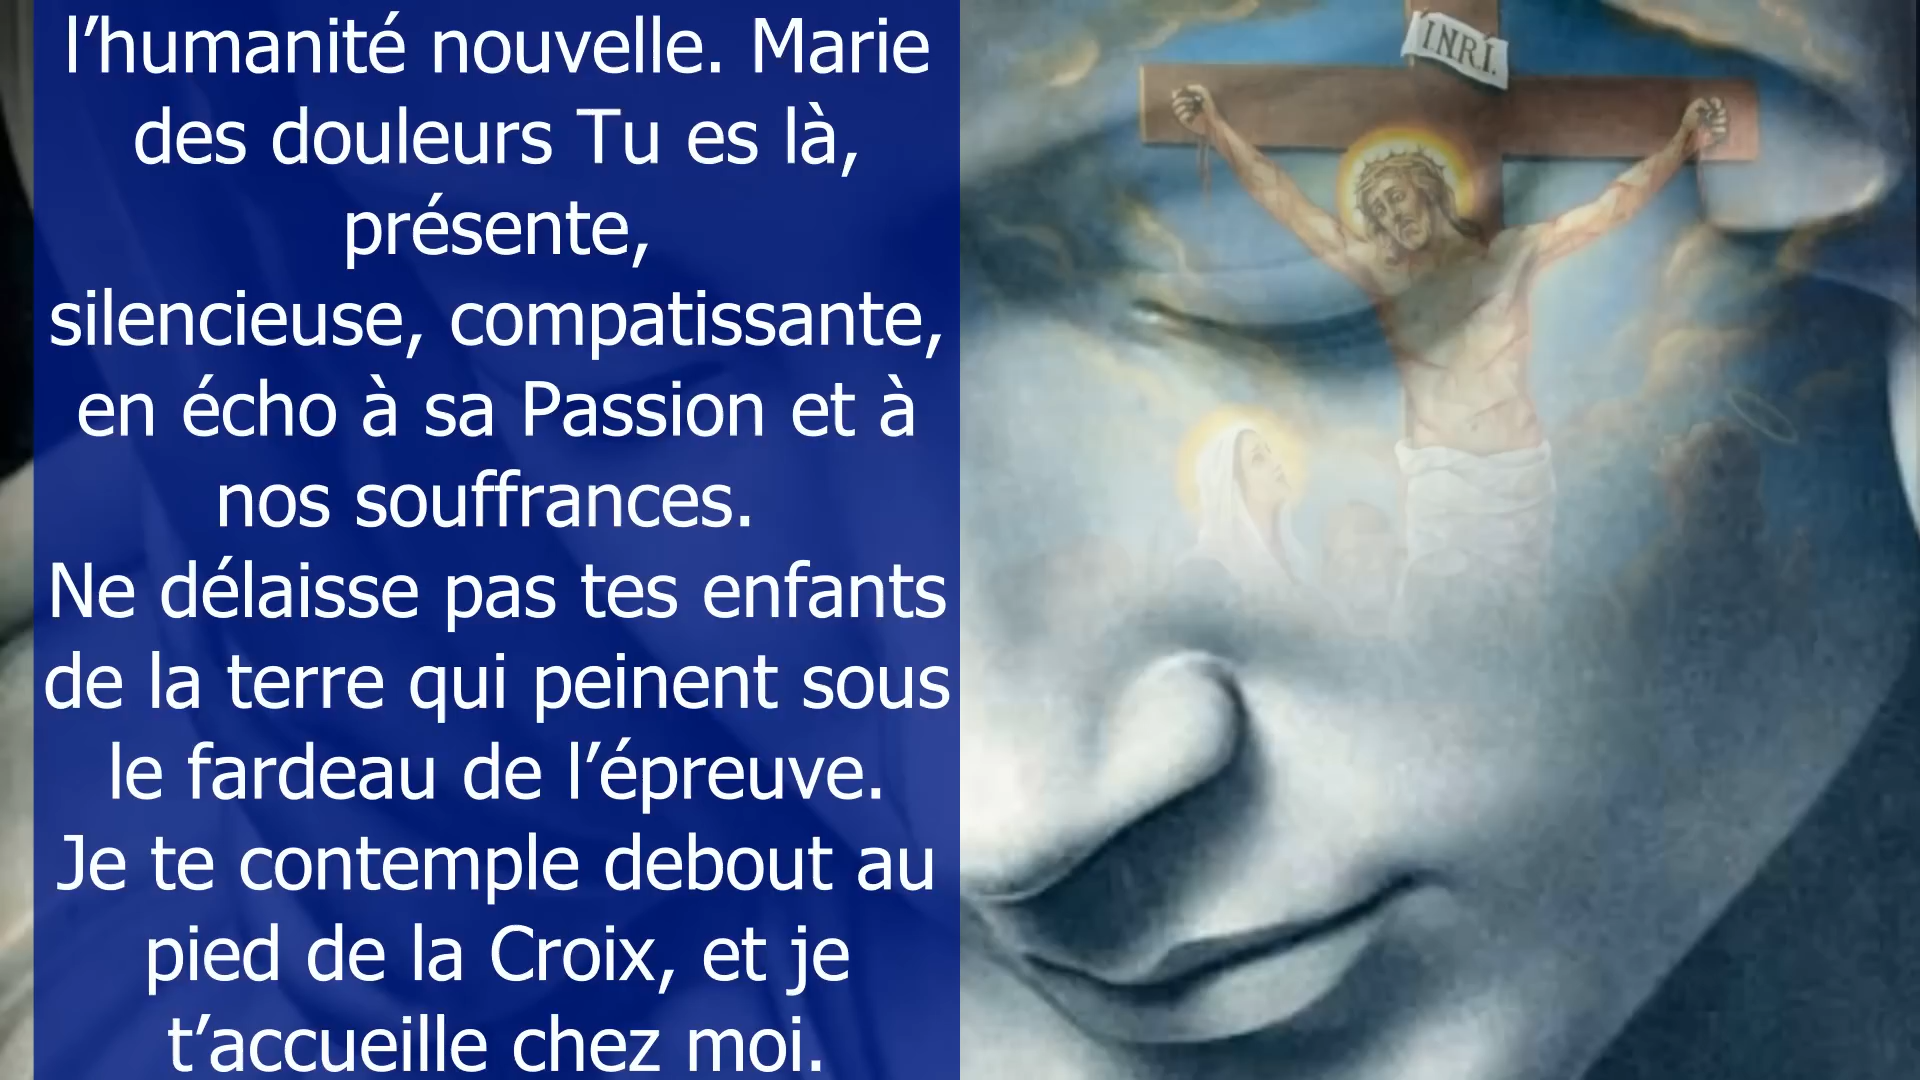 l’humanité nouvelle. Marie
des douleurs Tu es là,
présente,
silencieuse, compatissante,
en écho à sa Passion et à
nos souffrances.
Ne délaisse pas tes enfants
de la terre qui peinent sous
le fardeau de l’épreuve.
Je te contemple debout au
pied de la Croix, et je
t’accueille chez moi.
I.N.R.I.